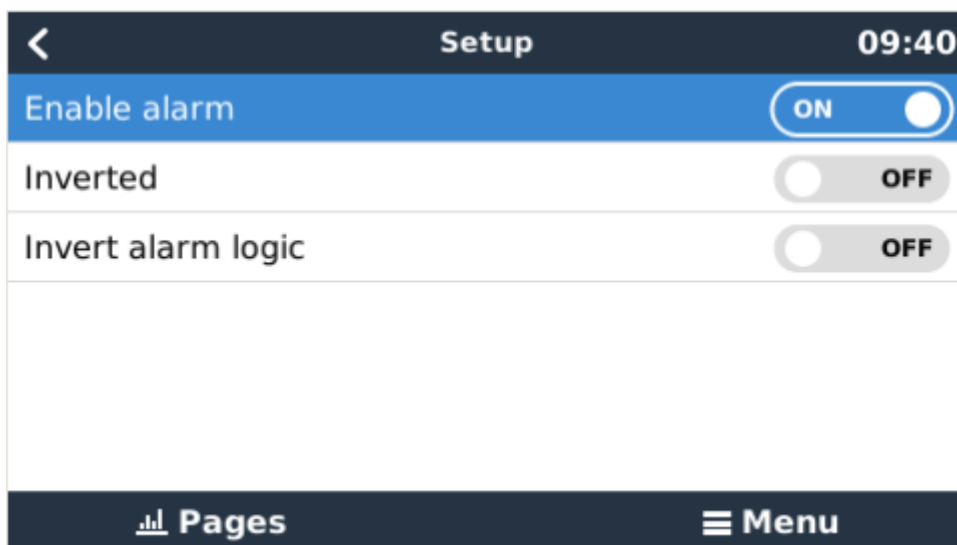 Setup 09:40
Enable alarm ON
Inverted OFF
Invert alarm logic OFF
Pages Menu